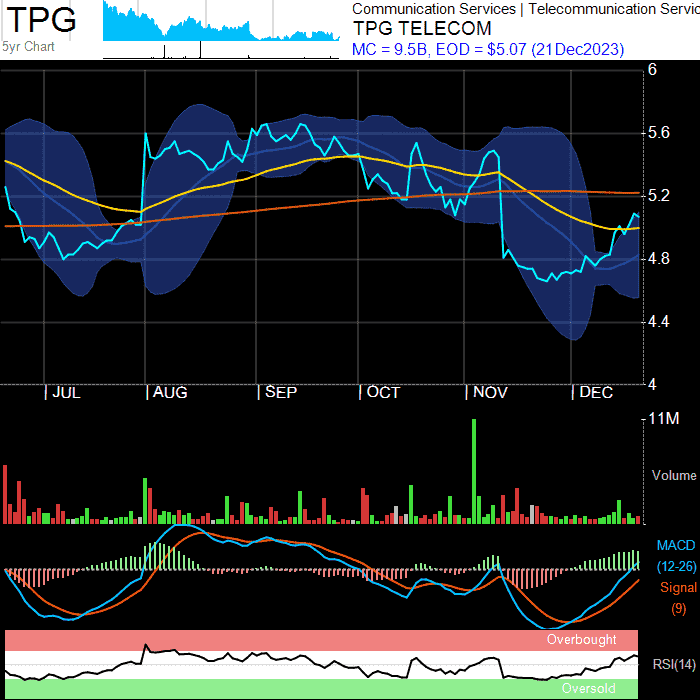 TPG
5yr Chart
Communication Services | Telecommunication Servic
TPG TELECOM
MC = 9.5B, EOD = $5.07 (21Dec2023)
6
5.6
5.2
4.8
4.4
4
JUL
AUG
SEP
OCT
NOV
DEC
11M
Volume
MACD
(12-26)
Signal
(9)
Overbought
RSI(14)
Oversold